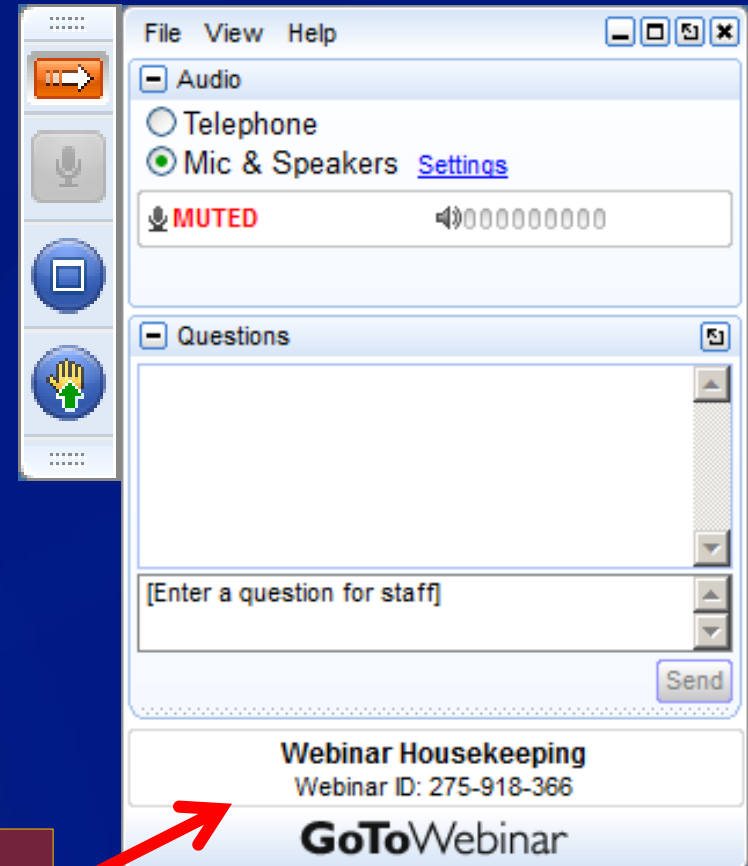 File View Help
Audio
Telephone
Mic & Speakers Settings
MUTED
Questions
[Enter a question for staff]
Send
Webinar Housekeeping
Webinar ID: 275-918-366
GoToWebinar